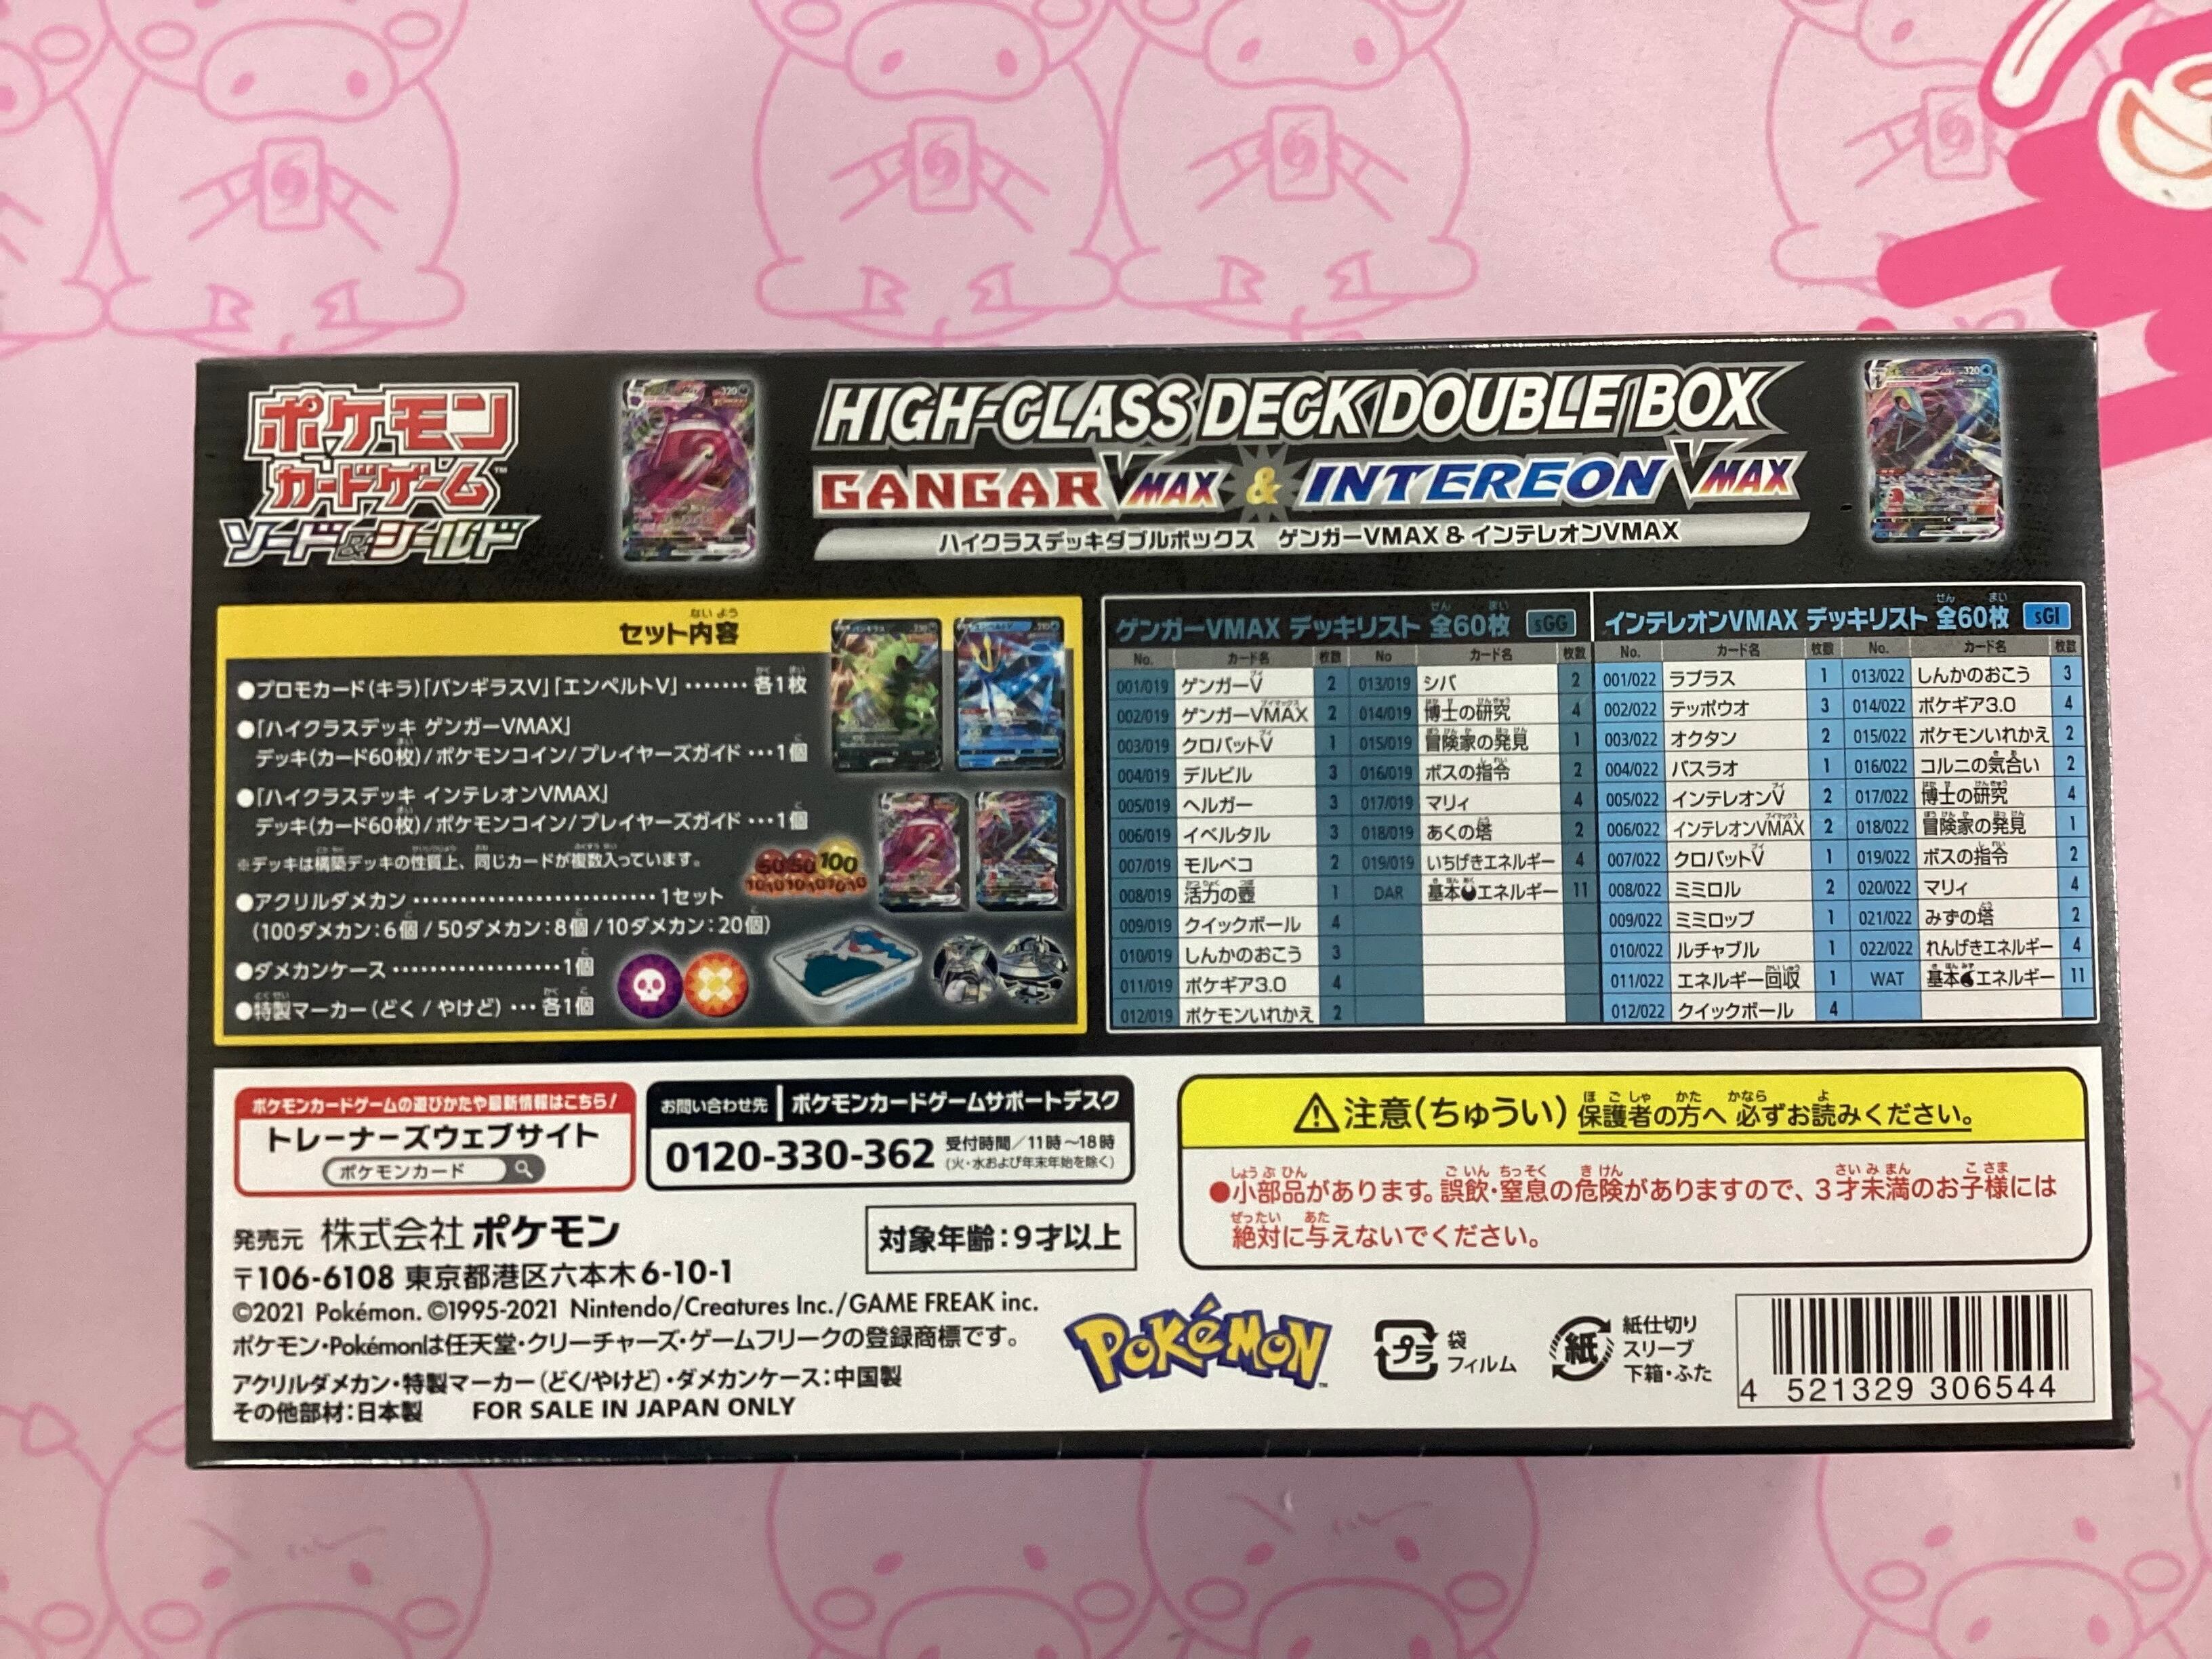 ポケモン
カードゲーム™
ソード&シールド
HIGH-CLASS DECK DOUBLE BOX
GANGAR VMAX & INTEREON VMAX
ハイクラスデッキダブルボックス ゲンガーVMAX & インテレオンVMAX
セット内容
●プロモカード(キラ)「バンギラスV」「エンペルトV」・・・・・・・各1枚
●「ハイクラスデッキ ゲンガーVMAX」
デッキ(カード60枚)/ポケモンコイン/プレイヤーズガイド・・・1個
●「ハイクラスデッキ インテレオンVMAX」
デッキ(カード60枚)/ポケモンコイン/プレイヤーズガイド・・・1個
※デッキは構築デッキの性質上、同じカードが複数入っています。
●アクリルダメカン・・・・・・・・・・・・・・・・・・・・・・・・・・1セット
(100ダメカン:6個/50ダメカン:8個/10ダメカン:20個)
●ダメカンケース・・・・・・・・・・・・・・・・・・1個
●特製マーカー(どく/やけど)・・・各1個
50 50 100
10 10 10 10 10 10
ゲンガーVMAX デッキリスト 全60枚 sGG
No. カード名 枚数 No カード名 枚数
001/019 ゲンガーV 2 013/019 シバ 2
002/019 ゲンガーVMAX 2 014/019 博士の研究 4
003/019 クロバットV 1 015/019 冒険家の発見 1
004/019 デルビル 3 016/019 ボスの指令 2
005/019 ヘルガー 3 017/019 マリィ 4
006/019 イベルタル 3 018/019 あくの塔 2
007/019 モルペコ 2 019/019 いちげきエネルギー 4
008/019 活力の壺 1 DAR 基本エネルギー 11
009/019 クイックボール 4
010/019 しんかのおこう 3
011/019 ポケギア3.0 4
012/019 ポケモンいれかえ 2
インテレオンVMAX デッキリスト 全60枚 sGI
No. カード名 枚数 No. カード名 枚数
001/022 ラプラス 1 013/022 しんかのおこう 3
002/022 テッポウオ 3 014/022 ポケギア3.0 4
003/022 オクタン 2 015/022 ポケモンいれかえ 2
004/022 バスラオ 1 016/022 コルニの気合い 2
005/022 インテレオンV 2 017/022 博士の研究 4
006/022 インテレオンVMAX 2 018/022 冒険家の発見 1
007/022 クロバットV 1 019/022 ボスの指令 2
008/022 ミミロル 2 020/022 マリィ 4
009/022 ミミロップ 1 021/022 みずの塔 2
010/022 ルチャブル 1 022/022 れんげきエネルギー 4
011/022 エネルギー回収 1 WAT 基本エネルギー 11
012/022 クイックボール 4
ポケモンカードゲームの遊びかたや最新情報はこちら!
トレーナーズウェブサイト
ポケモンカード
お問い合わせ先 ポケモンカードゲームサポートデスク
0120-330-362 受付時間/11時~18時
(火・水および年末年始を除く)
発売元 株式会社 ポケモン
〒106-6108 東京都港区六本木6-10-1
対象年齢:9才以上
©2021 Pokémon. ©1995-2021 Nintendo/Creatures Inc./GAME FREAK inc.
ポケモン・Pokémonは任天堂・クリーチャーズ・ゲームフリークの登録商標です。
アクリルダメカン・特製マーカー(どく/やけど)・ダメカンケース:中国製
その他部材:日本製 FOR SALE IN JAPAN ONLY
⚠注意(ちゅうい)保護者の方へ 必ずお読みください。
●小部品があります。誤飲・窒息の危険がありますので、3才未満のお子様には
絶対に与えないでください。
POKéMON™
プラ 袋
フィルム
紙 紙仕切り
スリーブ
下箱・ふた
4 521329 306544